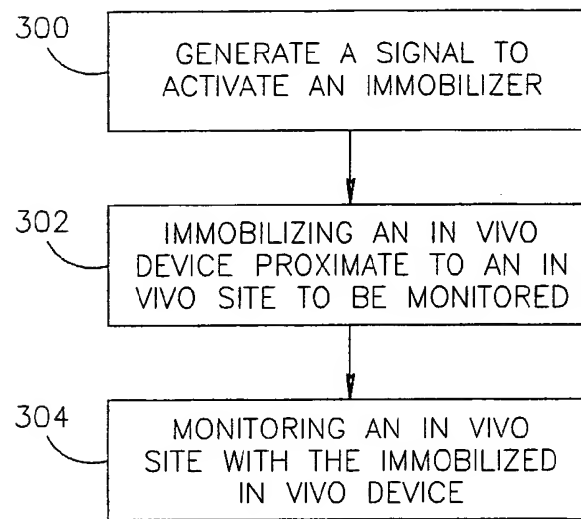 300
GENERATE A SIGNAL TO
ACTIVATE AN IMMOBILIZER
302
IMMOBILIZING AN IN VIVO
DEVICE PROXIMATE TO AN IN
VIVO SITE TO BE MONITORED
304
MONITORING AN IN VIVO
SITE WITH THE IMMOBILIZED
IN VIVO DEVICE